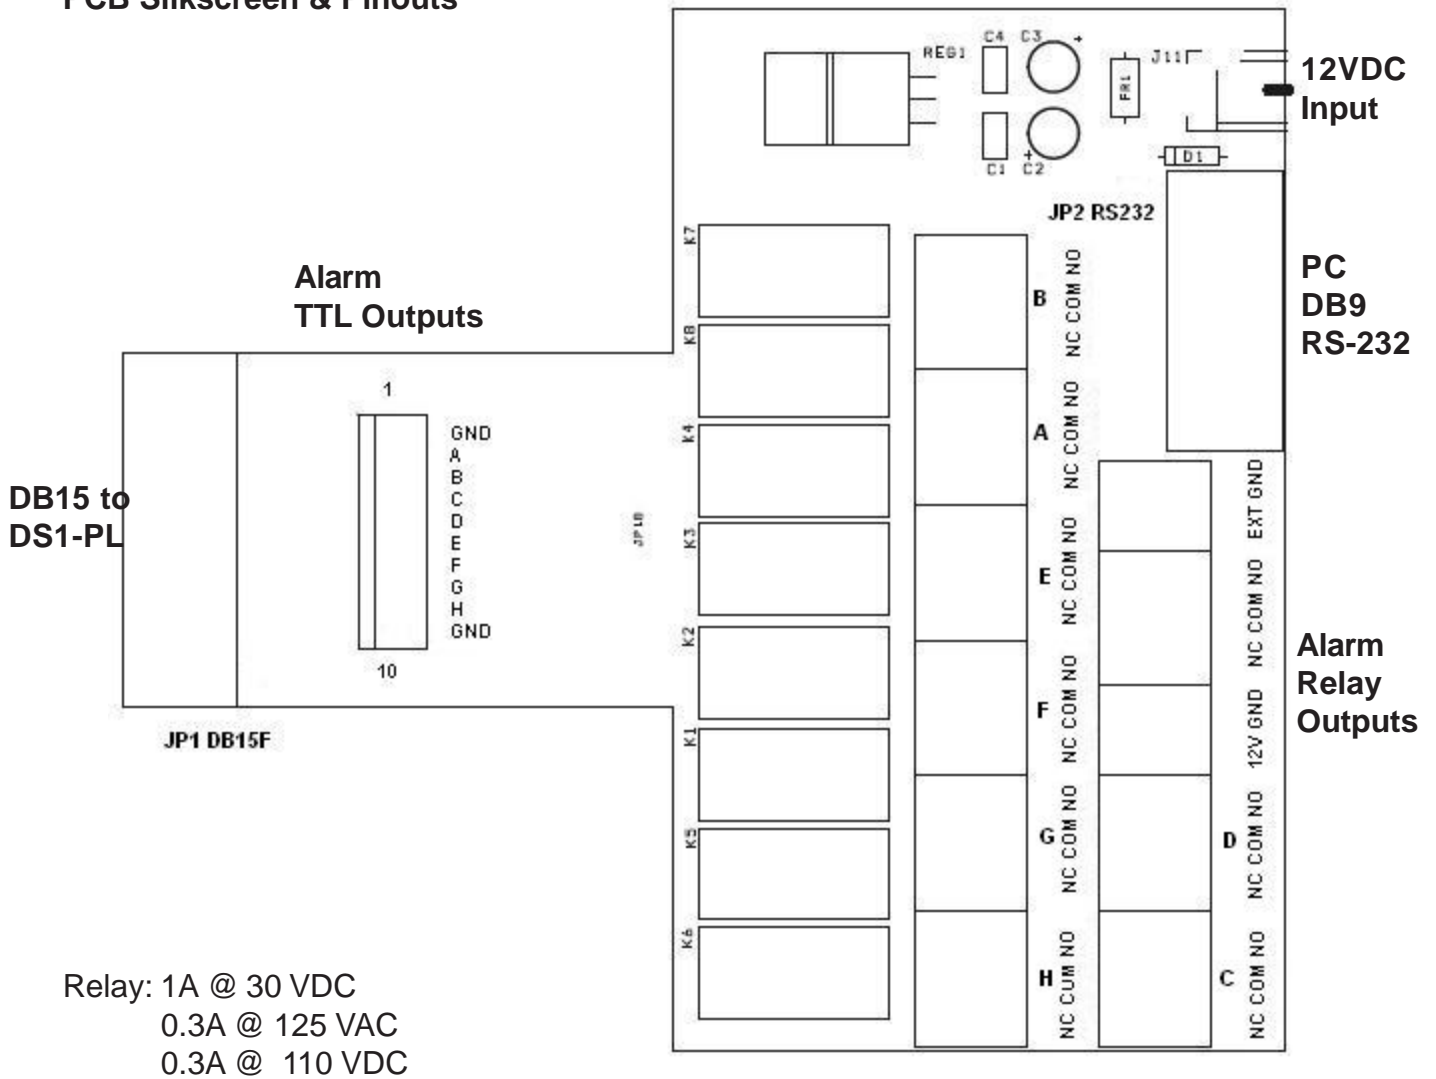 PCB Silkscreen & Pinouts
C4 C3 +
REG1
J11
FR1
12VDC
Input
C1 + C2
D1
JP2 RS232
K7
B
NC COM NO
PC
DB9
RS-232
Alarm
TTL Outputs
K8
A
NC COM NO
1
GND
A
B
C
D
E
F
G
H
GND
10
DB15 to
DS1-PL
JP1 DB15F
JP1B
K4
K3
E
NC COM NO
EXT GND
NC COM NO
K2
F
NC COM NO
12V GND
Alarm
Relay
Outputs
K1
K5
G
NC COM NO
D
NC COM NO
K6
H
NC CUM NO
C
NC COM NO
Relay: 1A @ 30 VDC
0.3A @ 125 VAC
0.3A @ 110 VDC